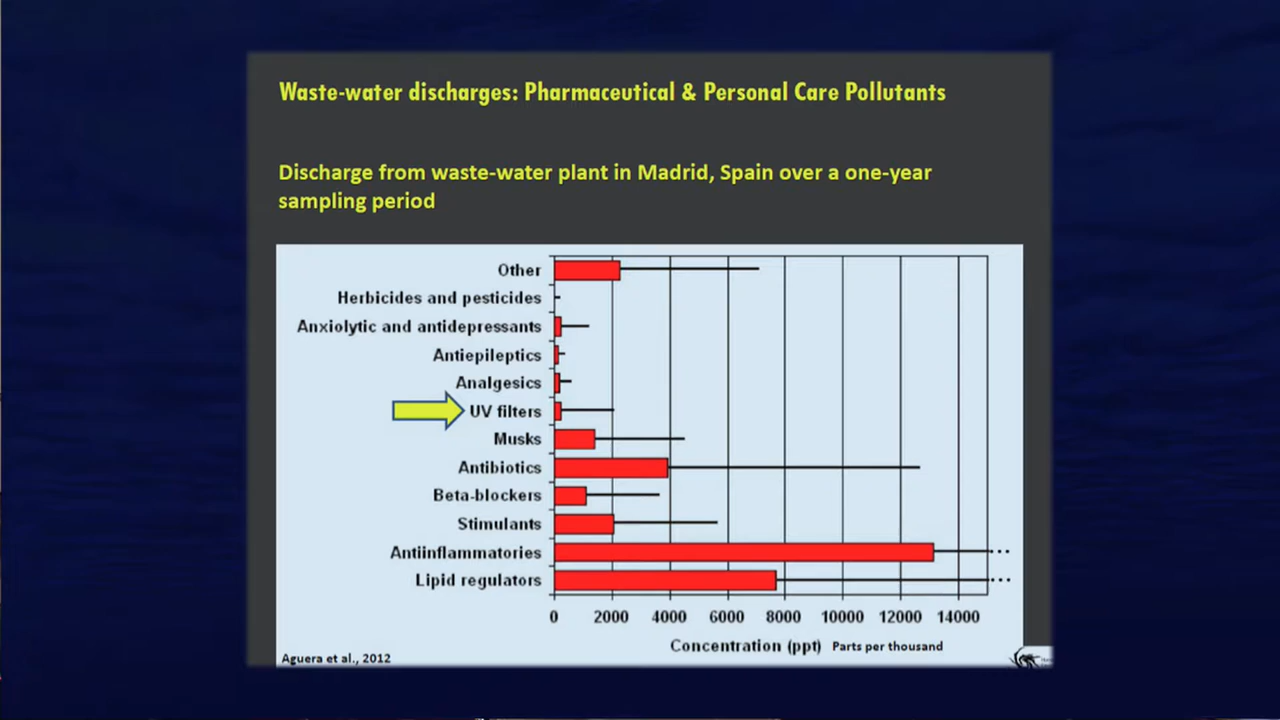 Waste-water discharges: Pharmaceutical & Personal Care Pollutants
Discharge from waste-water plant in Madrid, Spain over a one-year
sampling period
Other
Herbicides and pesticides
Anxiolytic and antidepressants
Antiepileptics
Analgesics
UV filters
Musks
Antibiotics
Beta-blockers
Stimulants
Antiinflammatories
Lipid regulators
0 2000 4000 6000 8000 10000 12000 14000
Concentration (ppt) Parts per thousand
Aguera et al., 2012